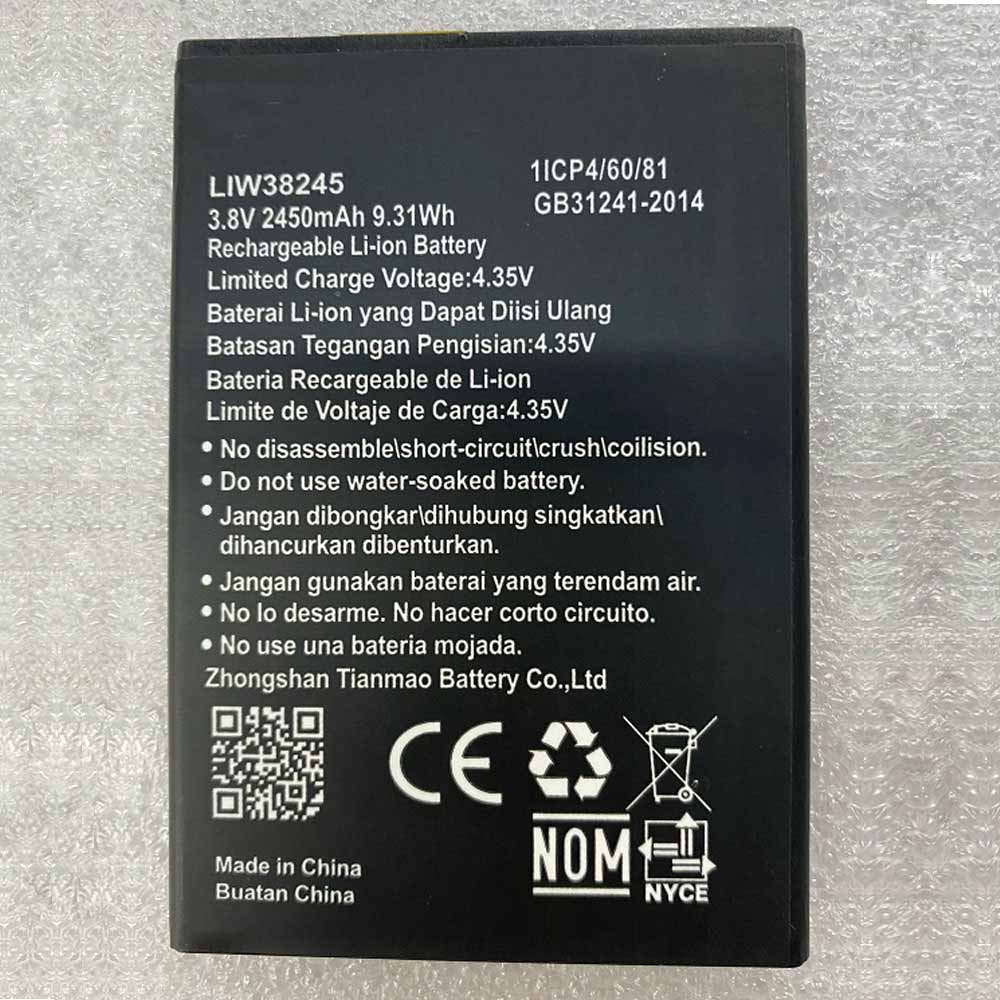 LIW38245
1ICP4/60/81
3.8V 2450mAh 9.31Wh
GB31241-2014
Rechargeable Li-ion Battery
Limited Charge Voltage:4.35V
Baterai Li-ion yang Dapat Diisi Ulang
Batasan Tegangan Pengisian:4.35V
Bateria Recargeable de Li-ion
Limite de Voltaje de Carga:4.35V
• No disassemble\short-circuit\crush\coilision.
• Do not use water-soaked battery.
• Jangan dibongkar\dihubung singkatkan\
dihancurkan dibenturkan.
• Jangan gunakan baterai yang terendam air.
• No lo desarme. No hacer corto circuito.
• No use una bateria mojada.
Zhongshan Tianmao Battery Co.,Ltd
CE
NOM
NYCE
Made in China
Buatan China